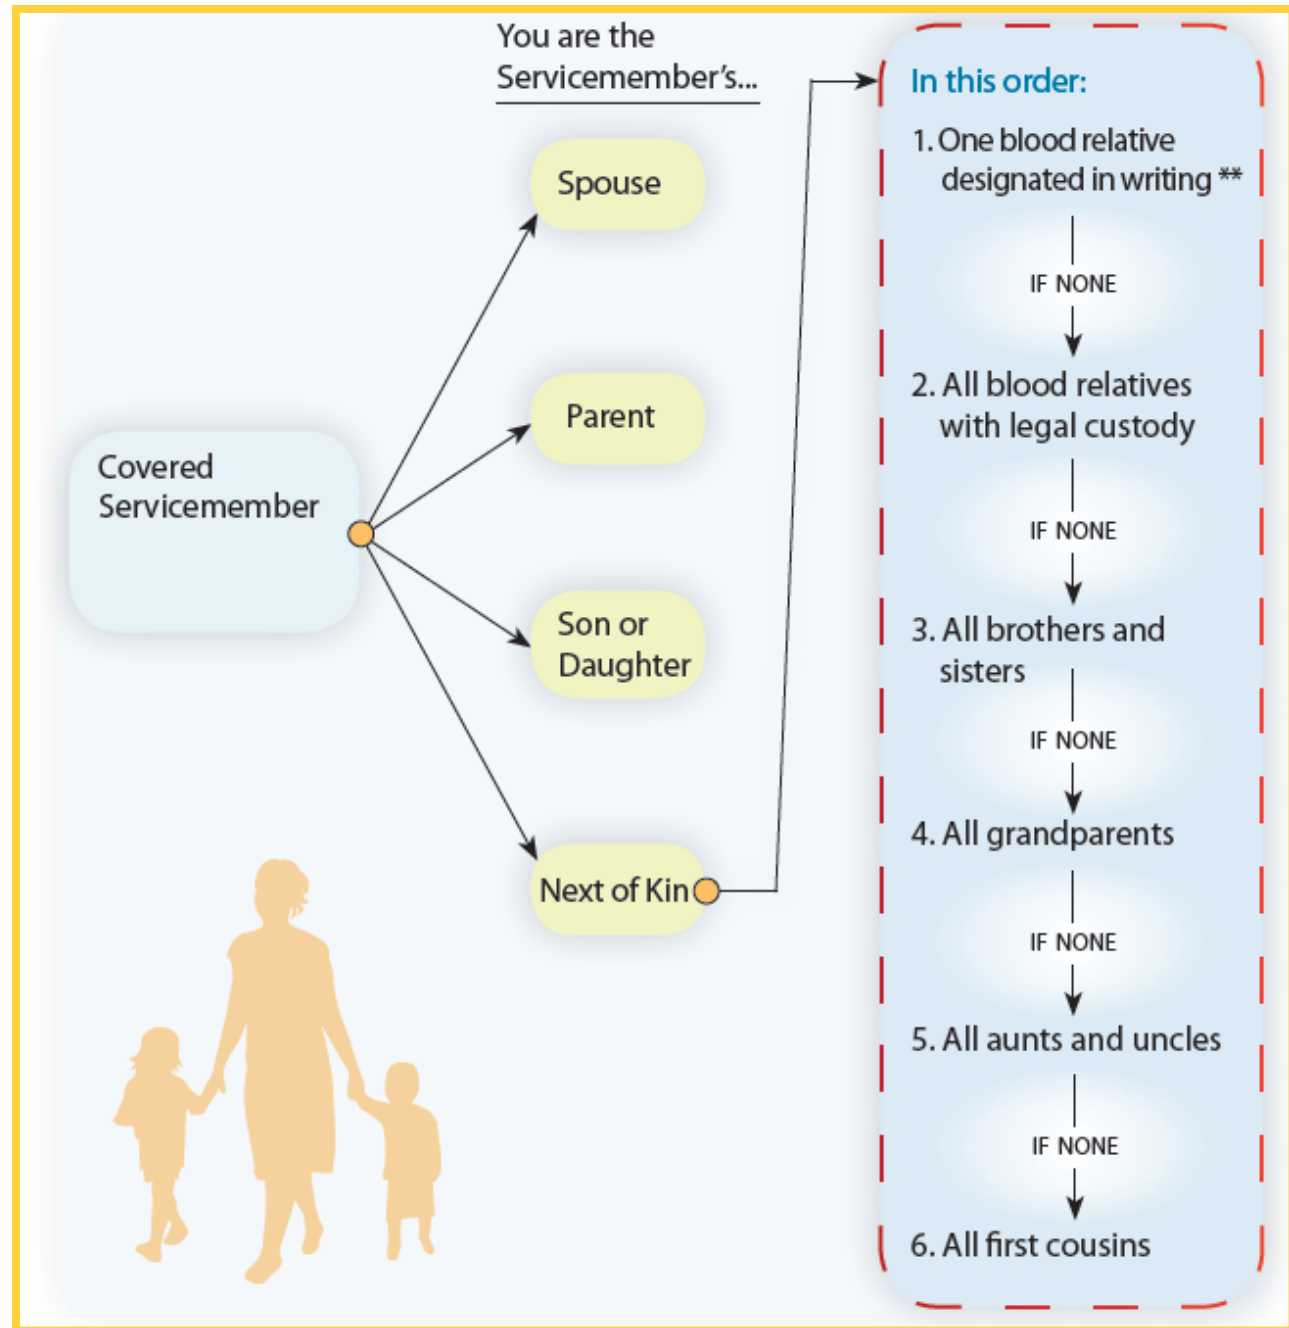 You are the
Servicemember’s...
Spouse
Parent
Covered
Servicemember
Son or
Daughter
Next of Kin
In this order:
1. One blood relative
designated in writing **
IF NONE
2. All blood relatives
with legal custody
IF NONE
3. All brothers and
sisters
IF NONE
4. All grandparents
IF NONE
5. All aunts and uncles
IF NONE
6. All first cousins